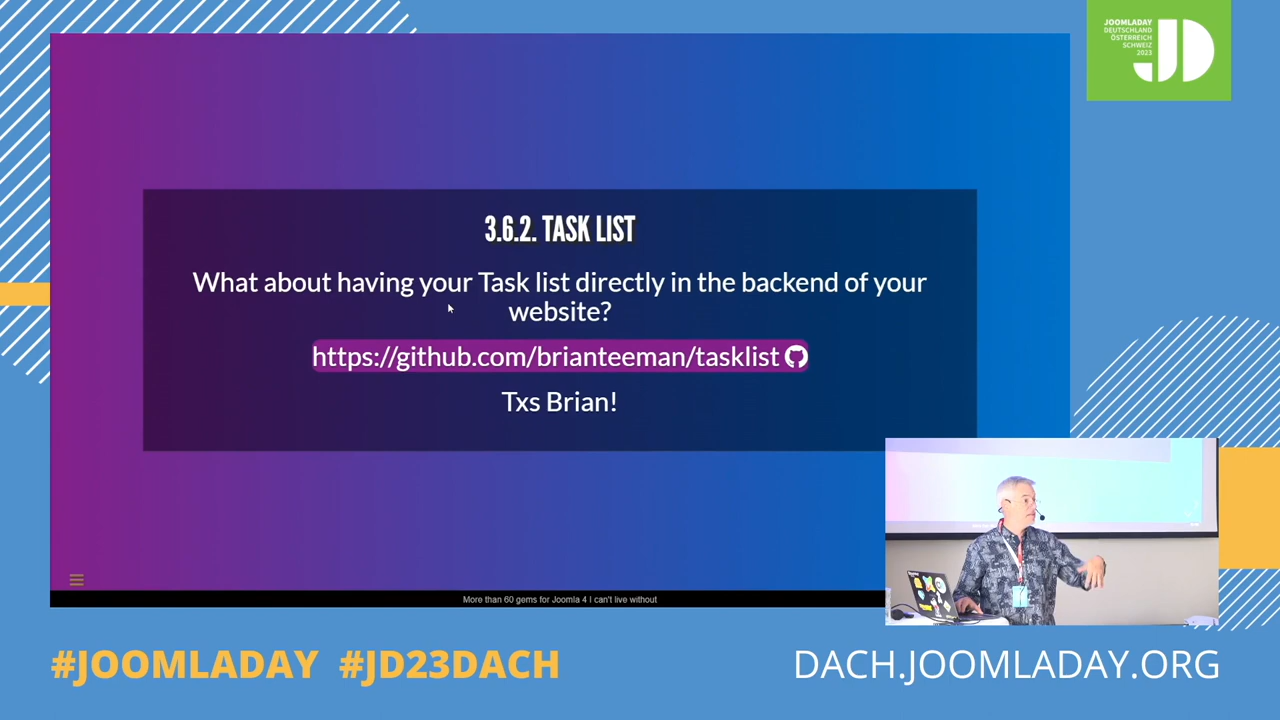 JOOMLADAY
DEUTSCHLAND
ÖSTERREICH
SCHWEIZ
2023
JD
3.6.2. TASK LIST
What about having your Task list directly in the backend of your
website?
https://github.com/brianteeman/tasklist
Txs Brian!
More than 60 gems for Joomla 4 I can't live without
#JOOMLADAY #JD23DACH
DACH.JOOMLADAY.ORG